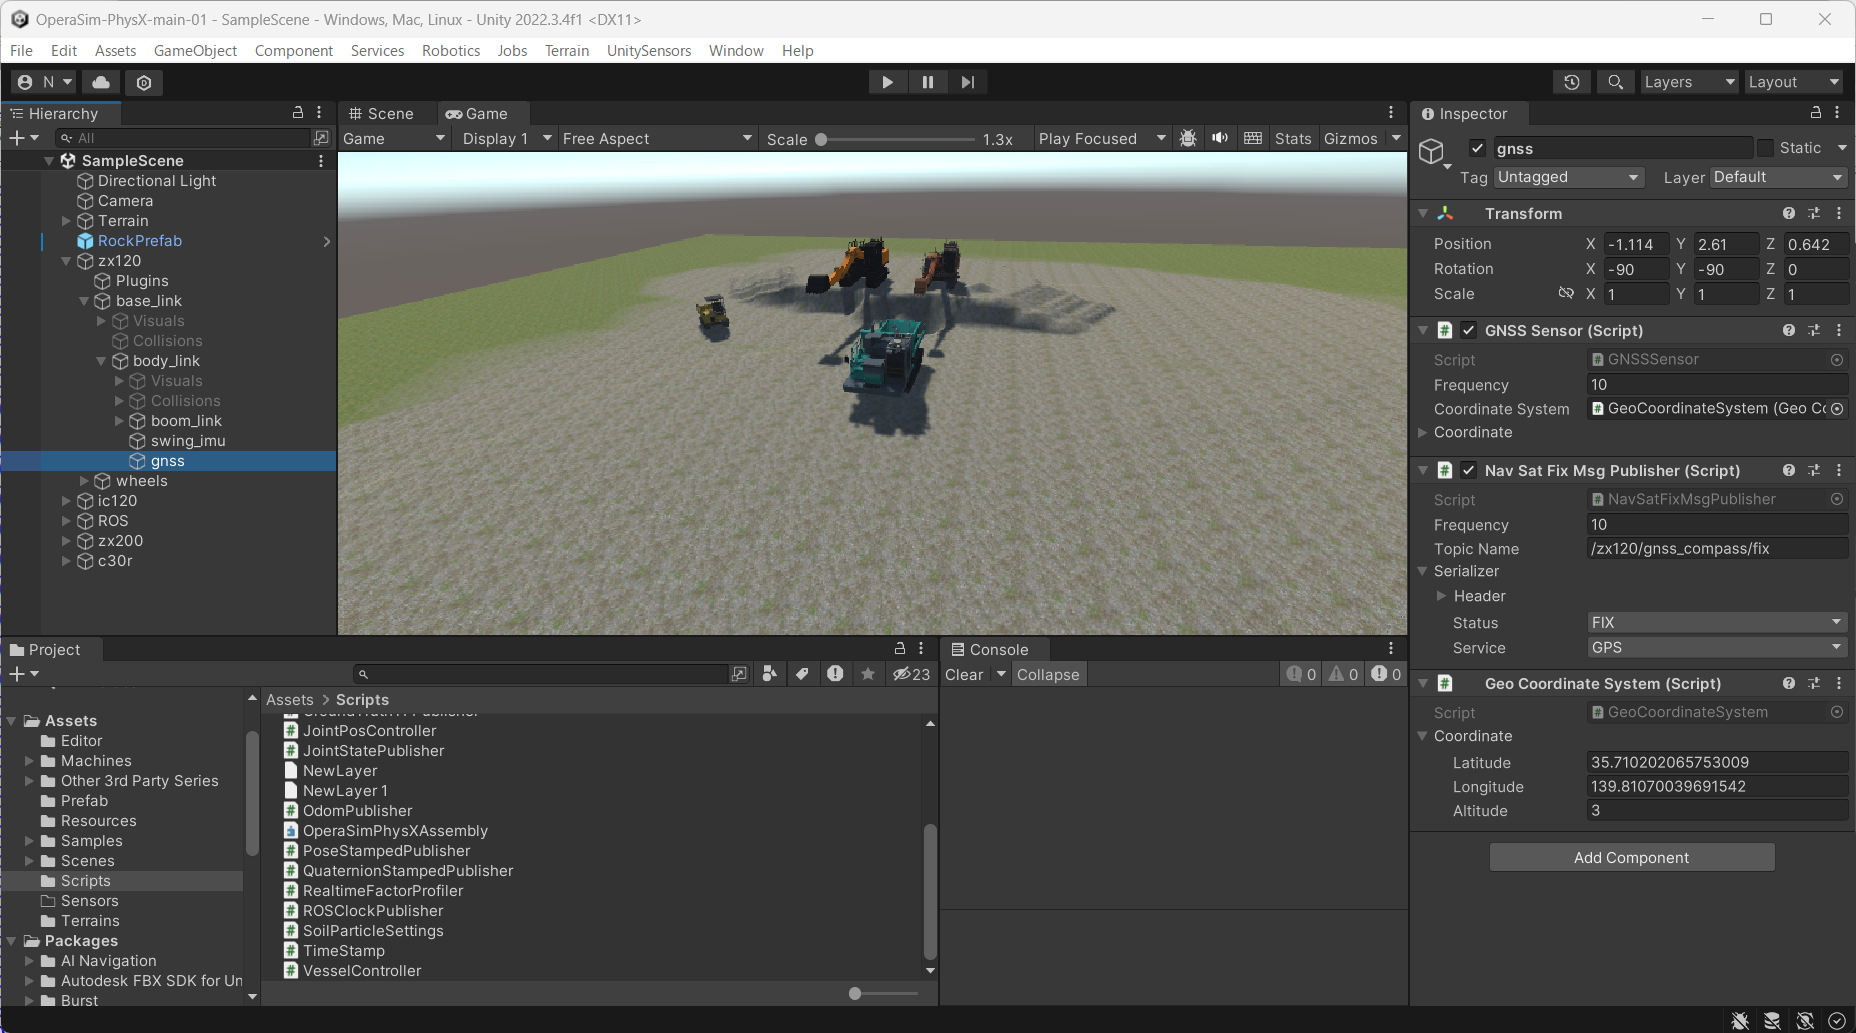 OperaSim-PhysX-main-01 - SampleScene - Windows, Mac, Linux - Unity 2022.3.4f1 <DX11>
File Edit Assets GameObject Component Services Robotics Jobs Terrain UnitySensors Window Help
N
Layers
Layout
Hierarchy
All
SampleScene
Directional Light
Camera
Terrain
RockPrefab
zx120
Plugins
base_link
Visuals
Collisions
body_link
Visuals
Collisions
boom_link
swing_imu
gnss
wheels
ic120
ROS
zx200
c30r
Scene
Game
Game
Display 1
Free Aspect
Scale
1.3x
Play Focused
Stats
Gizmos
Inspector
gnss
Static
Tag Untagged
Layer Default
Transform
Position X -1.114 Y 2.61 Z 0.642
Rotation X -90 Y -90 Z 0
Scale X 1 Y 1 Z 1
GNSS Sensor (Script)
Script GNSSSensor
Frequency 10
Coordinate System GeoCoordinateSystem (Geo Co
Coordinate
Nav Sat Fix Msg Publisher (Script)
Script NavSatFixMsgPublisher
Frequency 10
Topic Name /zx120/gnss_compass/fix
Serializer
Header
Status FIX
Service GPS
Geo Coordinate System (Script)
Script GeoCoordinateSystem
Coordinate
Latitude 35.710202065753009
Longitude 139.81070039691542
Altitude 3
Add Component
Project
23
Assets
Editor
Machines
Other 3rd Party Series
Prefab
Resources
Samples
Scenes
Scripts
Sensors
Terrains
Packages
AI Navigation
Autodesk FBX SDK for Un
Burst
Assets > Scripts
JointPosController
JointStatePublisher
NewLayer
NewLayer 1
OdomPublisher
OperaSimPhysXAssembly
PoseStampedPublisher
QuaternionStampedPublisher
RealtimeFactorProfiler
ROSClockPublisher
SoilParticleSettings
TimeStamp
VesselController
Console
Clear
Collapse
0
0
0